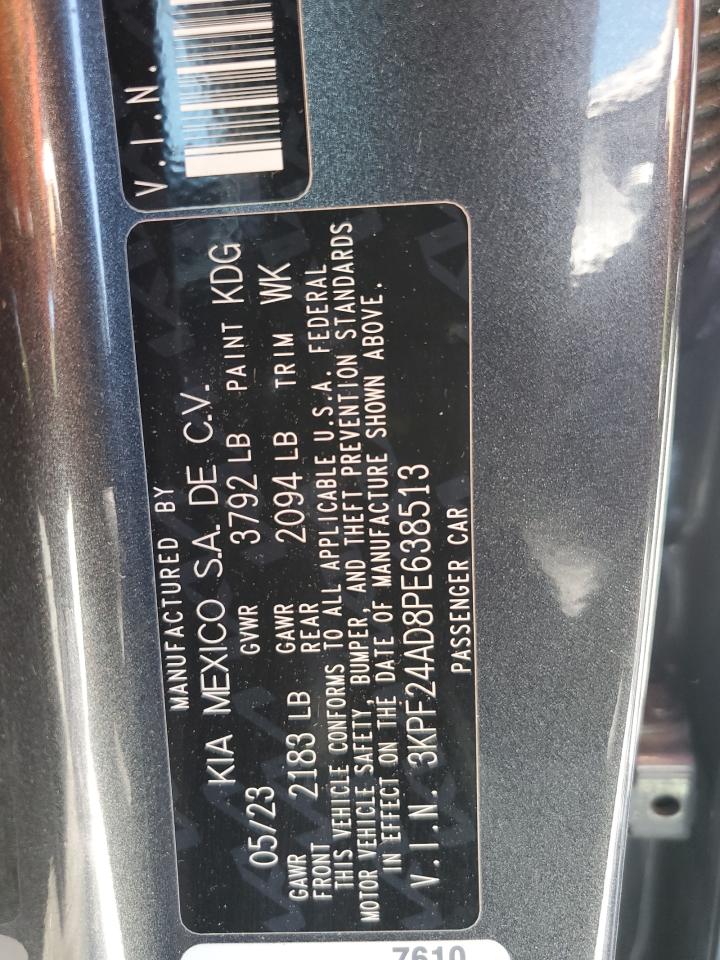 V.I.N.
MANUFACTURED BY
KIA MEXICO S.A. DE C.V.
05/23 GVWR 3792 LB PAINT KDG
GAWR FRONT 2183 LB GAWR REAR 2094 LB TRIM WK
THIS VEHICLE CONFORMS TO ALL APPLICABLE U.S.A. FEDERAL
MOTOR VEHICLE SAFETY, BUMPER, AND THEFT PREVENTION STANDARDS
IN EFFECT ON THE DATE OF MANUFACTURE SHOWN ABOVE.
V.I.N. 3KPF24AD8PE638513
PASSENGER CAR
7610